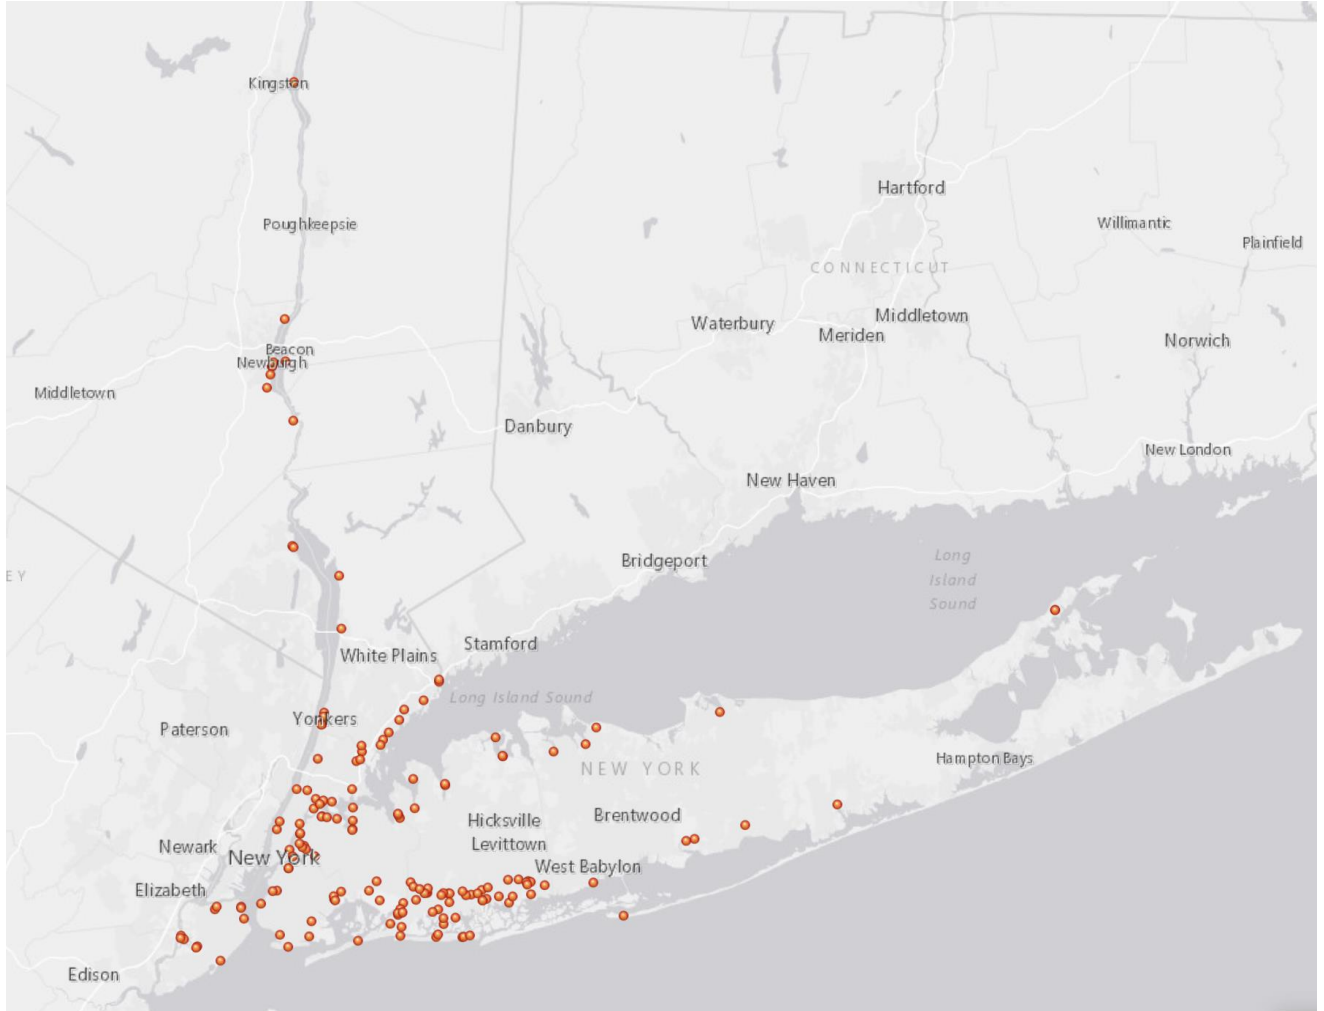 Kingston
Poughkeepsie
Hartford
Willimantic
Plainfield
CONNECTICUT
Waterbury
Middletown
Meriden
Norwich
Beacon
Newburgh
Middletown
Danbury
New London
New Haven
Bridgeport
EY
Long
Island
Sound
Stamford
White Plains
Long Island Sound
Yonkers
Paterson
NEW YORK
Hampton Bays
Hicksville
Brentwood
Levittown
Newark
New York
West Babylon
Elizabeth
Edison